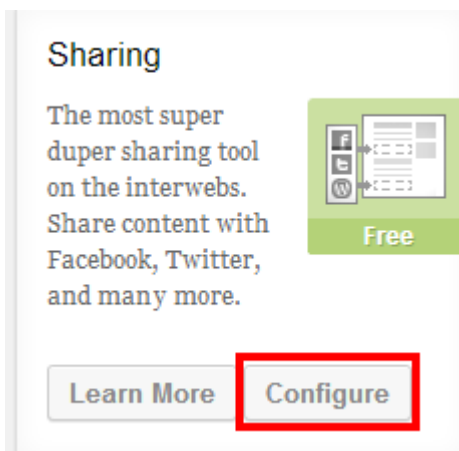 Sharing
The most super
duper sharing tool
on the interwebs.
Share content with
Facebook, Twitter,
and many more.
Free
Learn More
Configure